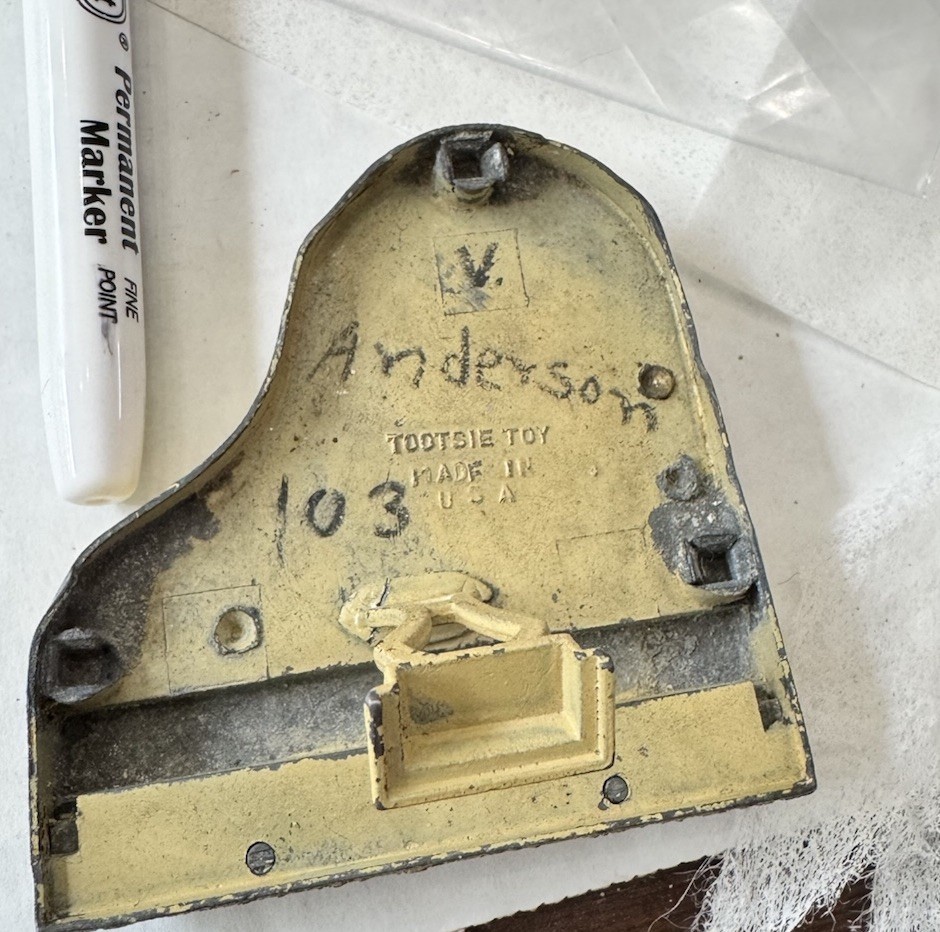 Permanent
Marker
FINE
POINT
V.
Anderson
TOOTSIE TOY
MADE IN
U S A
103